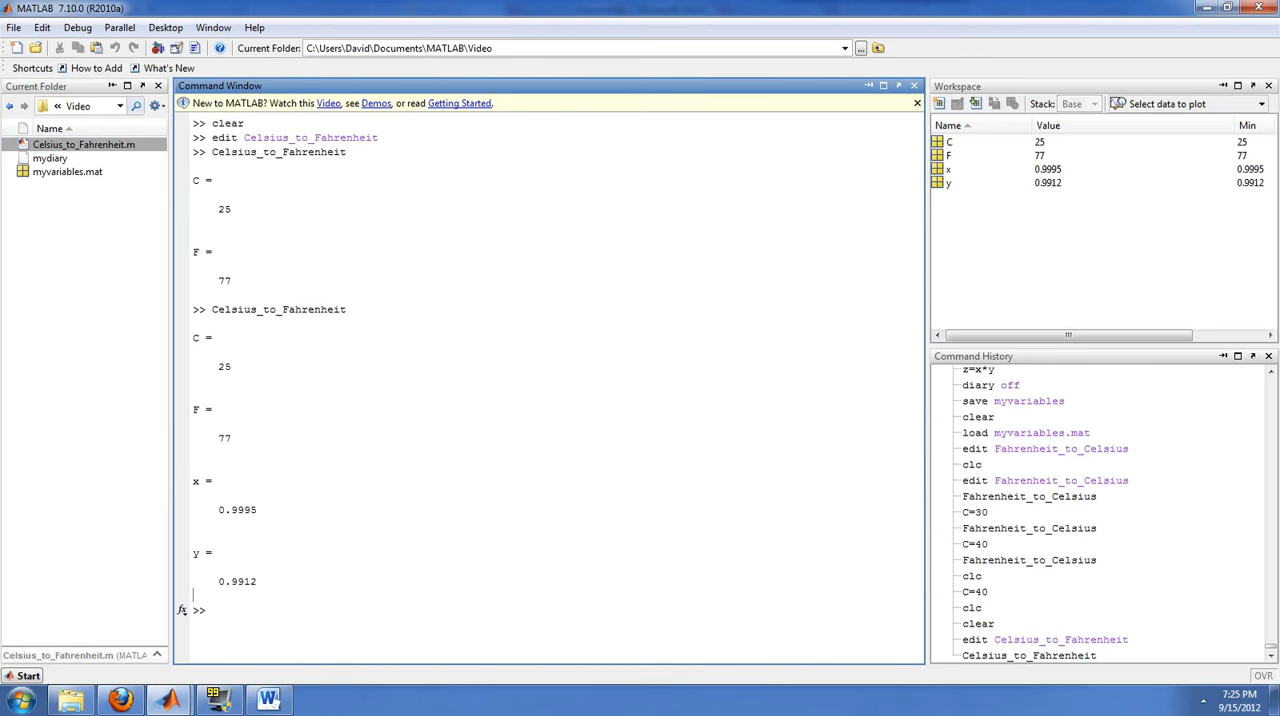 MATLAB 7.10.0 (R2010a)
File Edit Debug Parallel Desktop Window Help
Current Folder: C:\Users\David\Documents\MATLAB\Video
Shortcuts How to Add What's New
Current Folder
« Video
Name
Celsius_to_Fahrenheit.m
mydiary
myvariables.mat
Celsius_to_Fahrenheit.m (MATLA
Command Window
New to MATLAB? Watch this Video, see Demos, or read Getting Started.
>> clear
>> edit Celsius_to_Fahrenheit
>> Celsius_to_Fahrenheit
C =
25
F =
77
>> Celsius_to_Fahrenheit
C =
25
F =
77
x =
0.9995
y =
0.9912
fx >>
Workspace
Stack: Base Select data to plot
Name Value Min
C 25 25
F 77 77
x 0.9995 0.9995
y 0.9912 0.9912
Command History
z=x*y
diary off
save myvariables
clear
load myvariables.mat
edit Fahrenheit_to_Celsius
clc
edit Fahrenheit_to_Celsius
Fahrenheit_to_Celsius
C=30
Fahrenheit_to_Celsius
C=40
Fahrenheit_to_Celsius
clc
C=40
clc
clear
edit Celsius_to_Fahrenheit
Celsius_to_Fahrenheit
Start
OVR
99
W
7:25 PM
9/15/2012